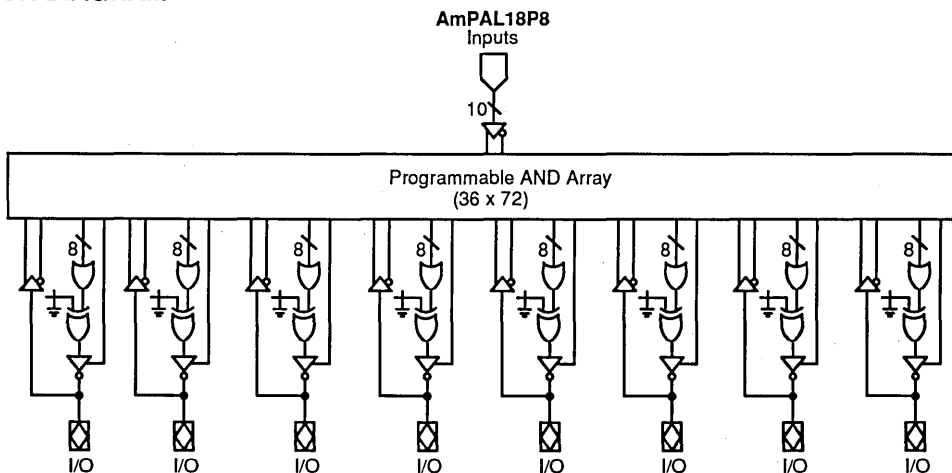 AmPAL18P8
Inputs
10
Programmable AND Array
(36 x 72)
8 8 8 8 8 8 8 8
I/O I/O I/O I/O I/O I/O I/O I/O